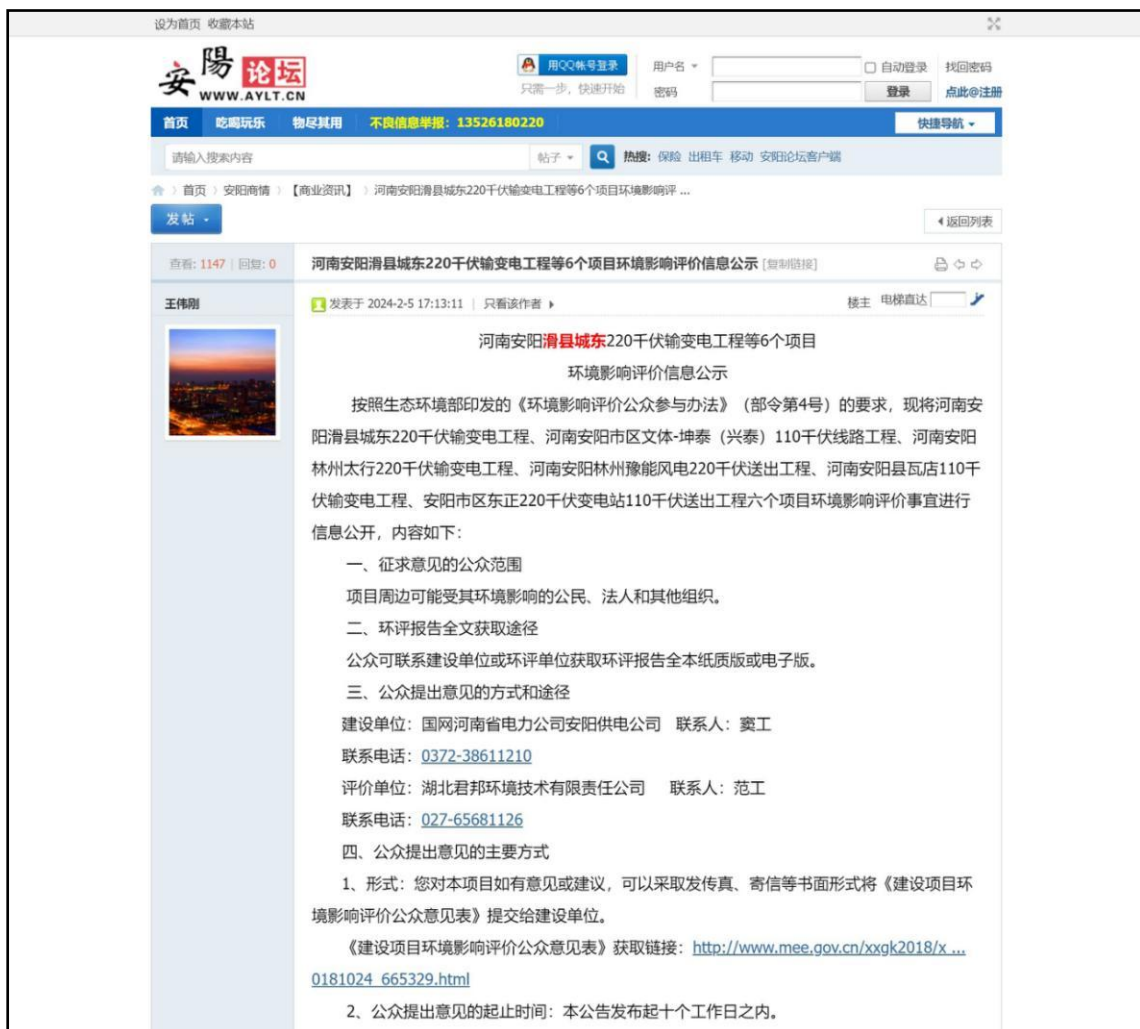 设为首页 收藏本站
安陽论坛
WWW.AYLT.CN
用QQ帐号登录
只需一步，快速开始
用户名
自动登录 找回密码
密码
登录 点此@注册
首页 吃喝玩乐 物尽其用 不良信息举报：13526180220 快捷导航
请输入搜索内容 帖子 热搜: 保险 出租车 移动 安阳论坛客户端
首页 安阳商情 【商业资讯】 河南安阳滑县城东220千伏输变电工程等6个项目环境影响评 ...
发帖 返回列表
查看: 1147 | 回复: 0 河南安阳滑县城东220千伏输变电工程等6个项目环境影响评价信息公示 [复制链接]
王伟刚 发表于 2024-2-5 17:13:11 | 只看该作者 楼主 电梯直达
河南安阳滑县城东220千伏输变电工程等6个项目
环境影响评价信息公示
按照生态环境部印发的《环境影响评价公众参与办法》（部令第4号）的要求，现将河南安
阳滑县城东220千伏输变电工程、河南安阳市区文体-坤泰（兴泰）110千伏线路工程、河南安阳
林州太行220千伏输变电工程、河南安阳林州豫能风电220千伏送出工程、河南安阳县瓦店110千
伏输变电工程、安阳市区东正220千伏变电站110千伏送出工程六个项目环境影响评价事宜进行
信息公开，内容如下：
一、征求意见的公众范围
项目周边可能受其环境影响的公民、法人和其他组织。
二、环评报告全文获取途径
公众可联系建设单位或环评单位获取环评报告全本纸质版或电子版。
三、公众提出意见的方式和途径
建设单位：国网河南省电力公司安阳供电公司 联系人：窦工
联系电话：0372-38611210
评价单位：湖北君邦环境技术有限责任公司 联系人：范工
联系电话：027-65681126
四、公众提出意见的主要方式
1、形式：您对本项目如有意见或建议，可以采取发传真、寄信等书面形式将《建设项目环
境影响评价公众意见表》提交给建设单位。
《建设项目环境影响评价公众意见表》获取链接：http://www.mee.gov.cn/xxgk2018/x ...
0181024_665329.html
2、公众提出意见的起止时间：本公告发布起十个工作日之内。